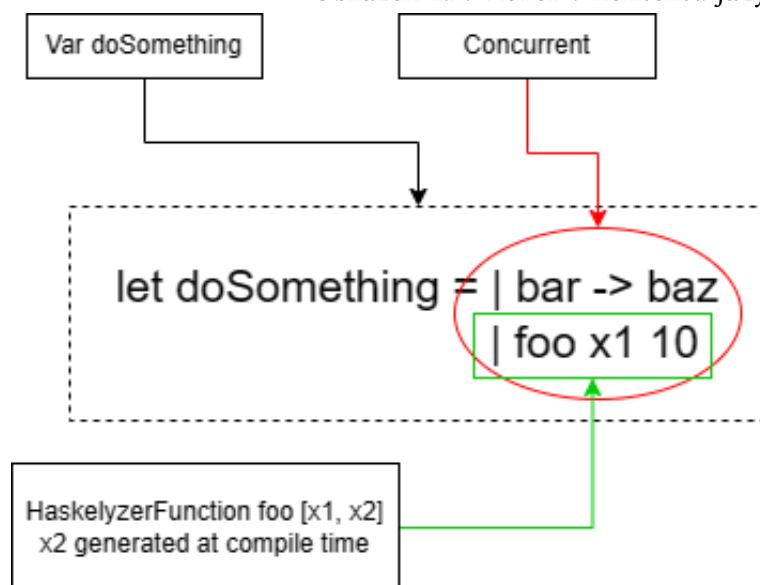 Var doSomething
Concurrent
let doSomething = | bar -> baz
| foo x1 10
HaskelyzerFunction foo [x1, x2]
x2 generated at compile time